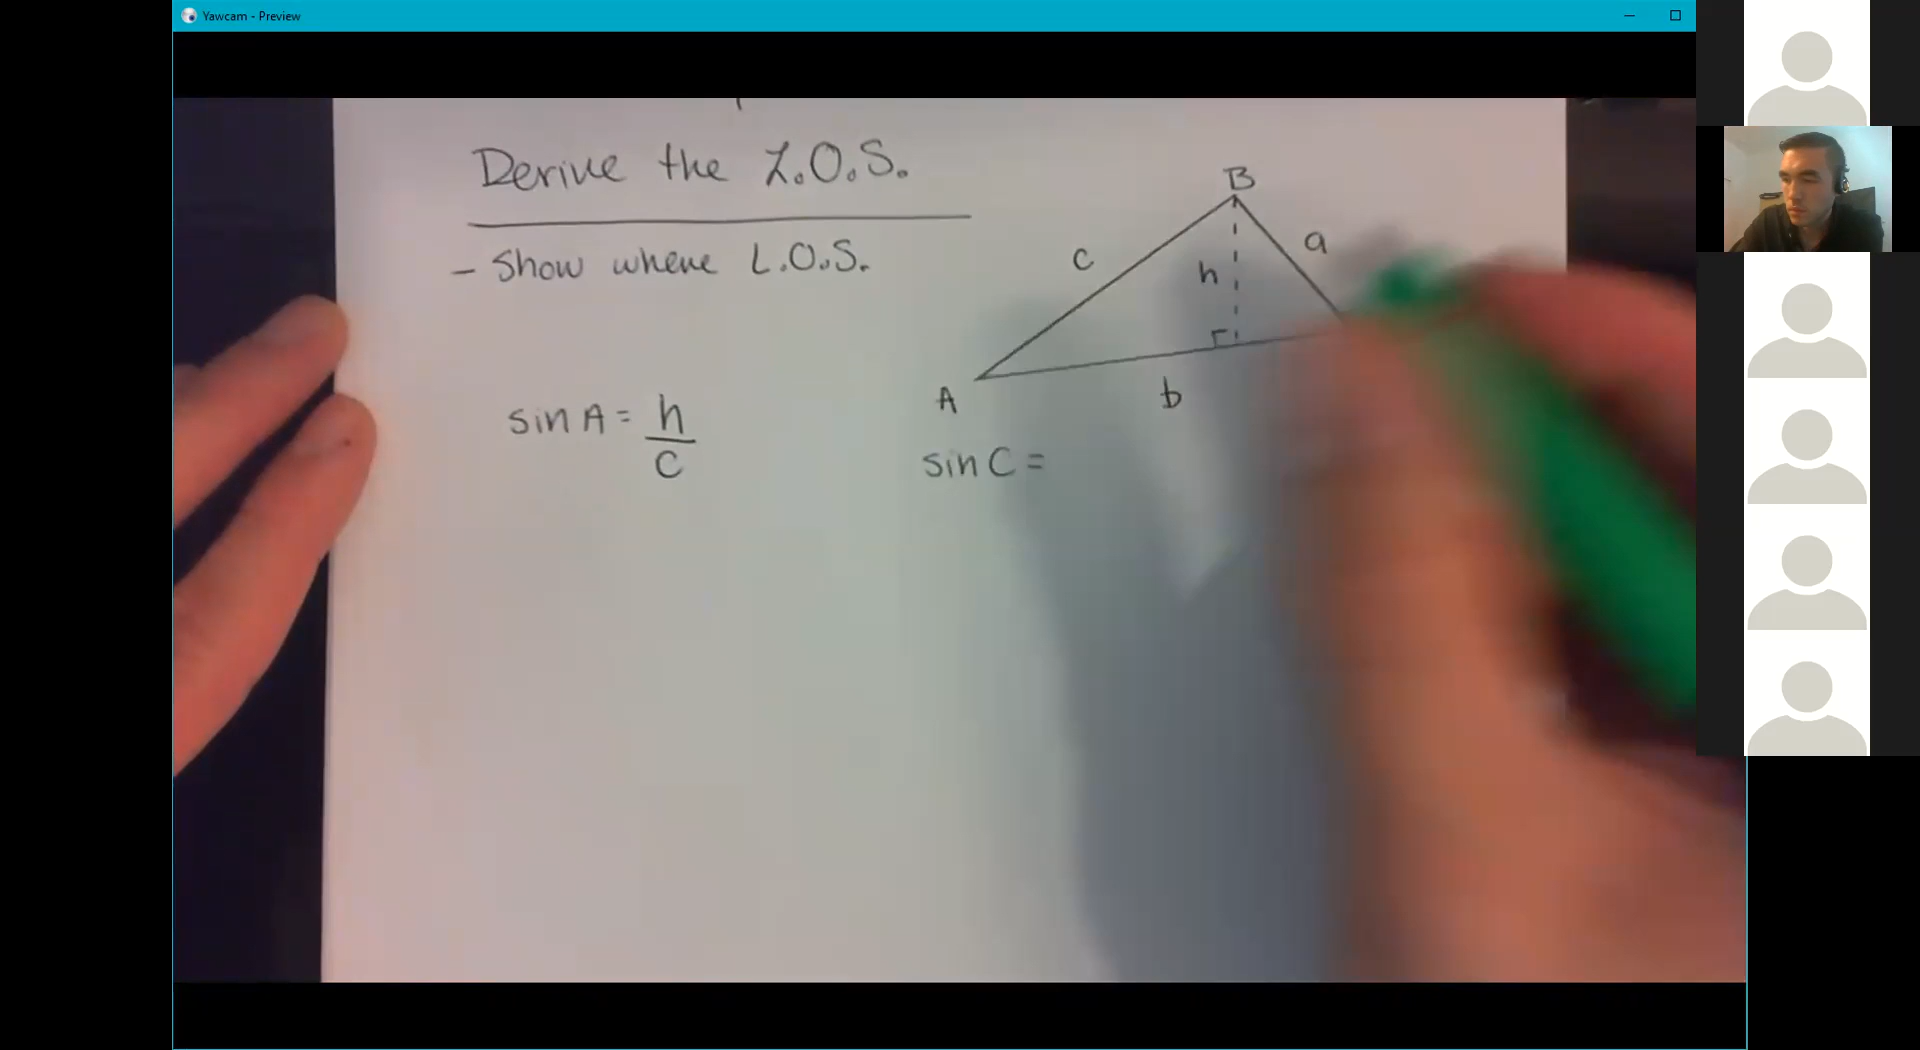 Yawcam - Preview
Derive the L.O.S.
- Show where L.O.S.
B
c
a
h
A
b
sin A = h/c
sin C =